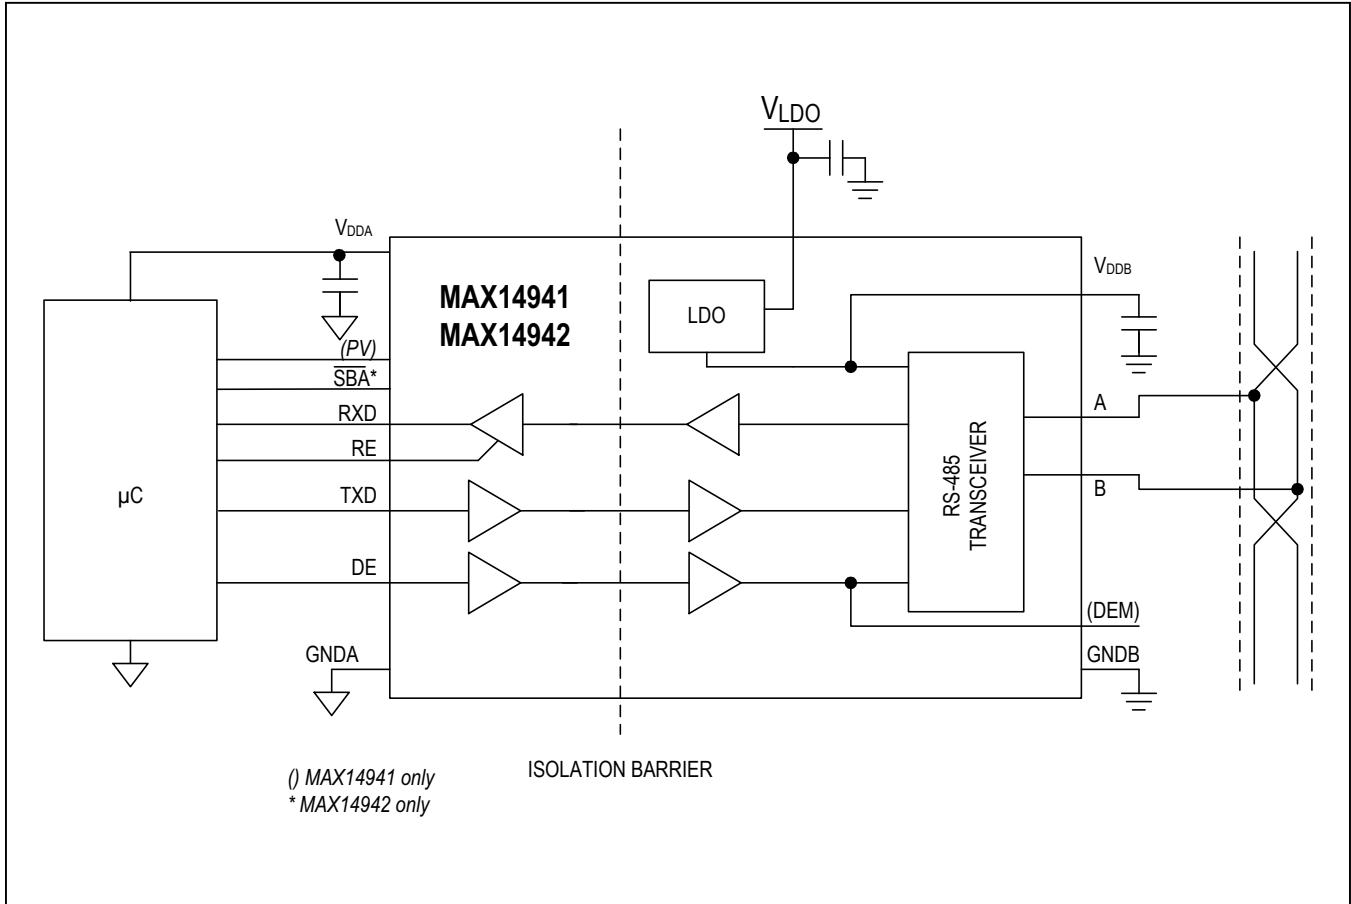 VLDO
VDDA
MAX14941
MAX14942
LDO
VDDB
(PV)
SBA*
RXD
RE
TXD
DE
µC
RS-485
TRANSCEIVER
A
B
(DEM)
GNDA
GNDB
() MAX14941 only
* MAX14942 only
ISOLATION BARRIER